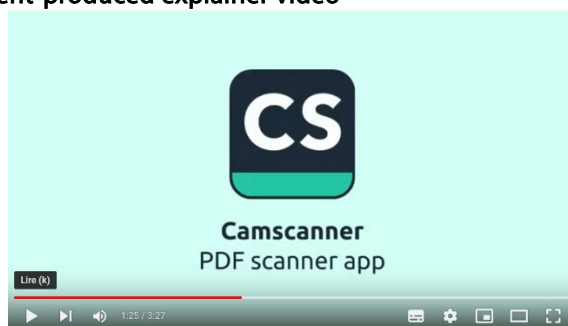 ent-produced explainer video
CS
Camscanner
PDF scanner app
Lire (k)
1:25 / 3:27